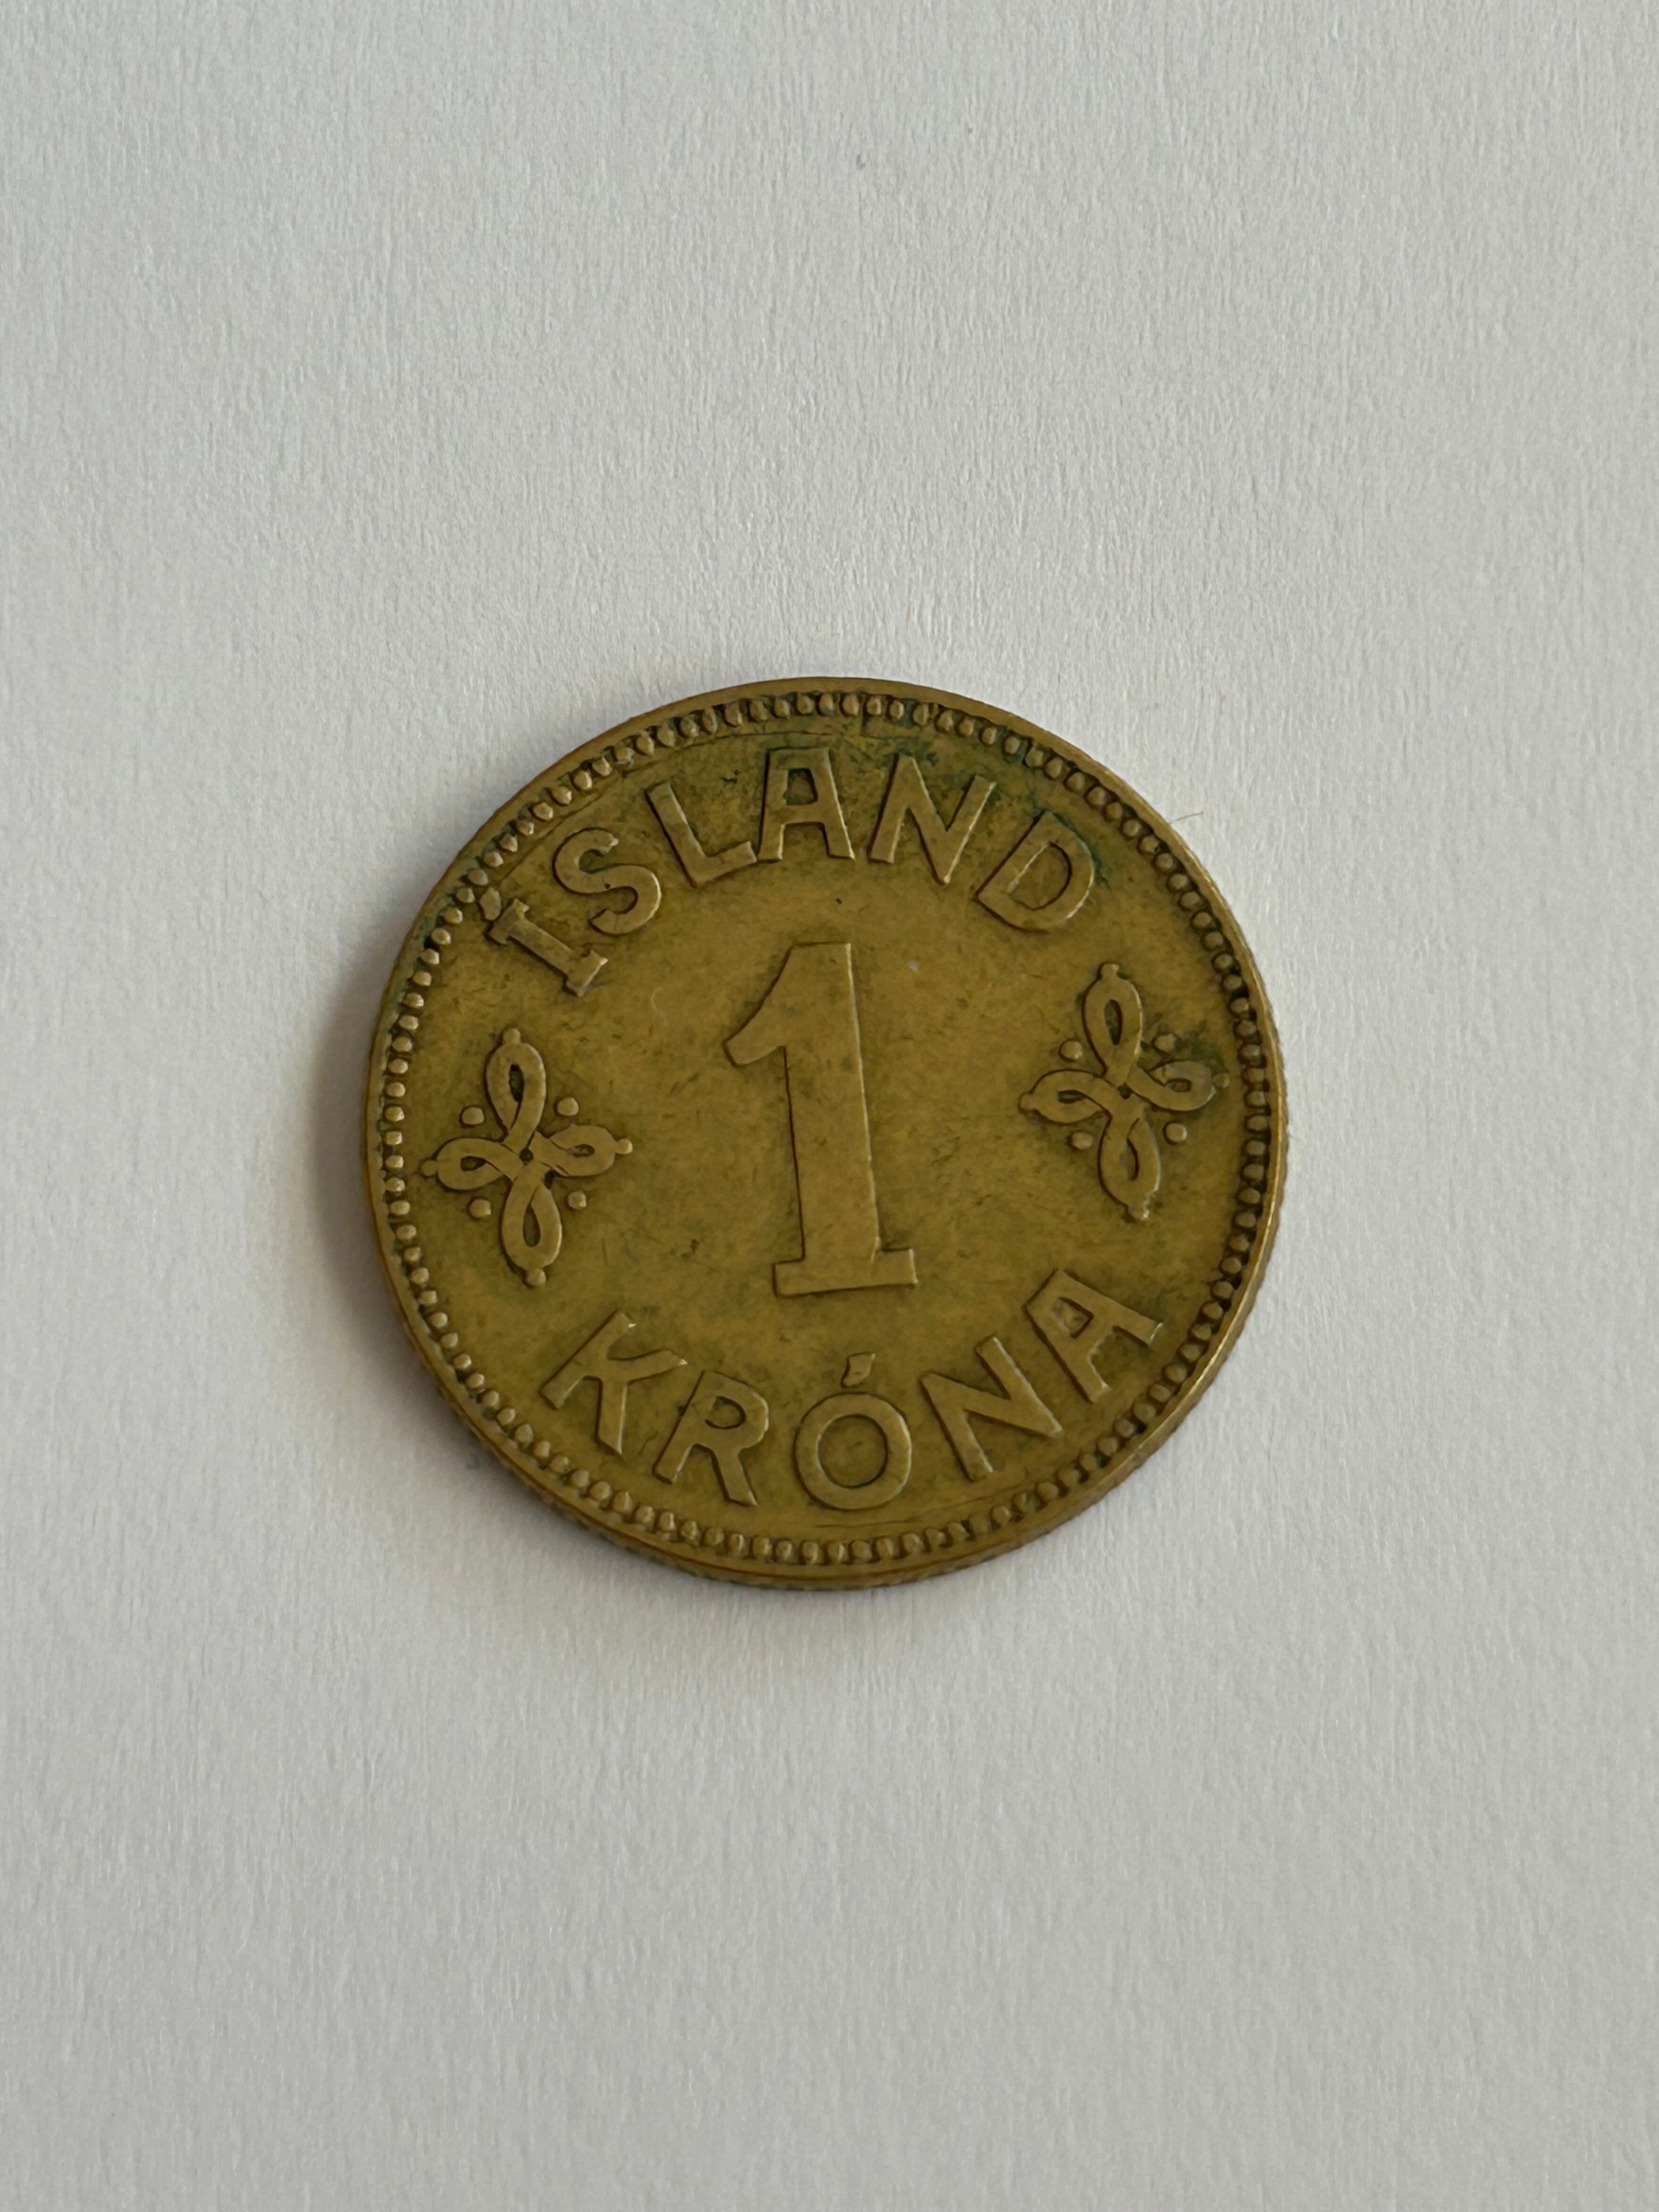 ÍSLAND
1
KRÓNA